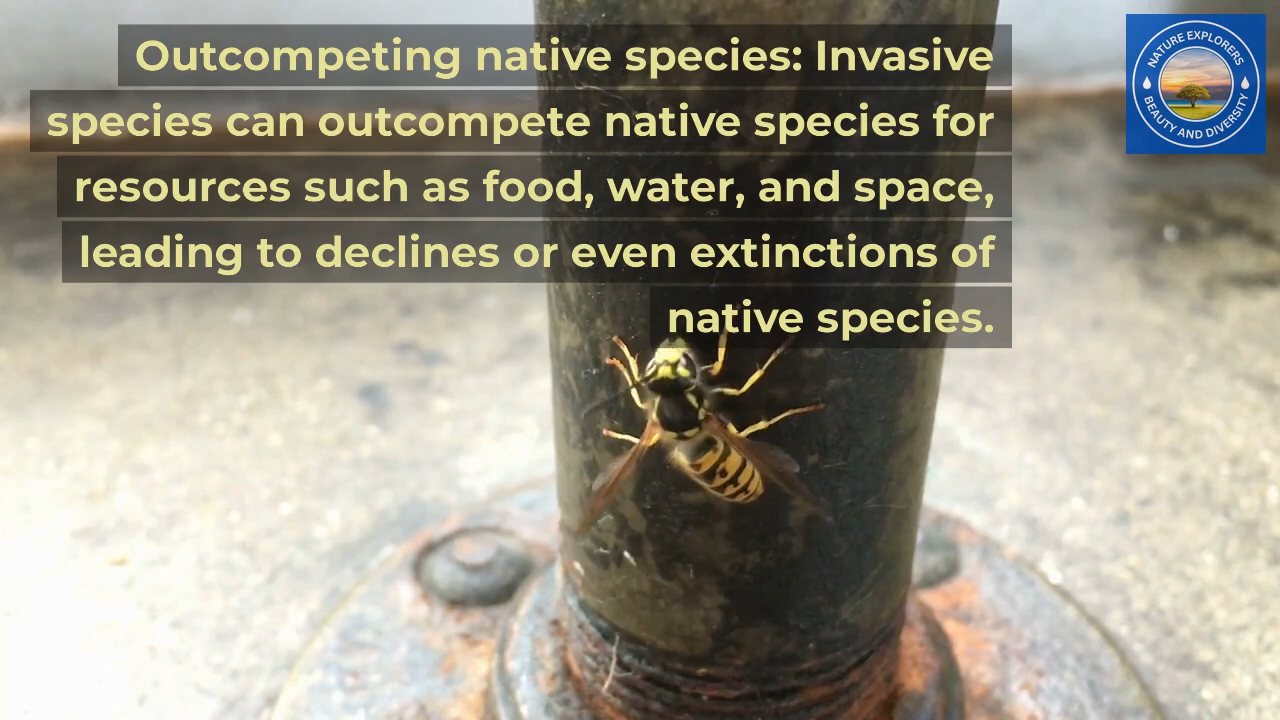 Outcompeting native species: Invasive
species can outcompete native species for
resources such as food, water, and space,
leading to declines or even extinctions of
native species.
NATURE EXPLORERS
BEAUTY AND DIVERSITY